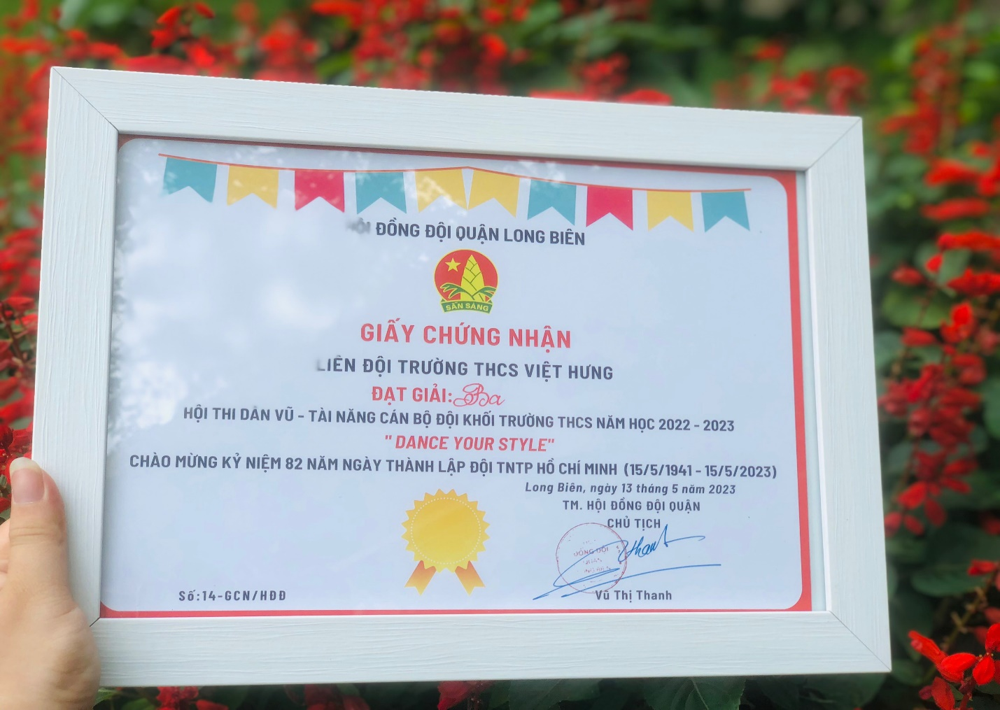 HỘI ĐỒNG ĐỘI QUẬN LONG BIÊN
SẴN SÀNG
GIẤY CHỨNG NHẬN
LIÊN ĐỘI TRƯỜNG THCS VIỆT HƯNG
ĐẠT GIẢI: Ba
HỘI THI DÂN VŨ - TÀI NĂNG CÁN BỘ ĐỘI KHỐI TRƯỜNG THCS NĂM HỌC 2022 - 2023
" DANCE YOUR STYLE"
CHÀO MỪNG KỶ NIỆM 82 NĂM NGÀY THÀNH LẬP ĐỘI TNTP HỒ CHÍ MINH (15/5/1941 - 15/5/2023)
Long Biên, ngày 13 tháng 5 năm 2023
TM. HỘI ĐỒNG ĐỘI QUẬN
CHỦ TỊCH
ĐỒNG ĐỘI
QUẬN
Thanh
Vũ Thị Thanh
Số:14-GCN/HĐĐ